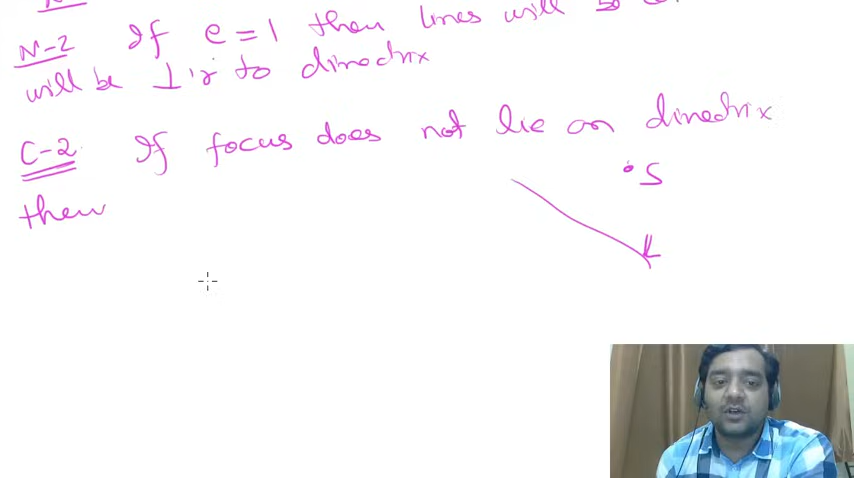 N-2 If e = 1 then lines will be
will be ⊥'r to directrix
C-2 If focus does not lie on directrix
• S
then
L